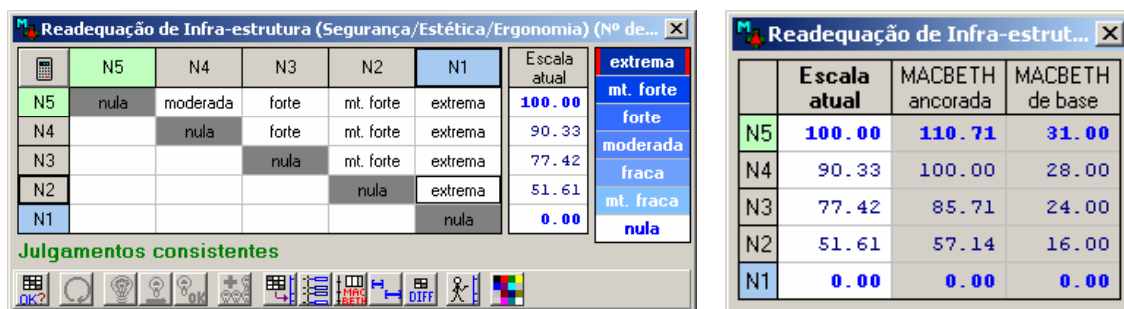 Readequação de Infra-estrutura (Segurança/Estética/Ergonomia) (Nº de...
N5 N4 N3 N2 N1 Escala atual
N5 nula moderada forte mt. forte extrema 100.00
N4 nula forte mt. forte extrema 90.33
N3 nula mt. forte extrema 77.42
N2 nula extrema 51.61
N1 nula 0.00
extrema
mt. forte
forte
moderada
fraca
mt. fraca
nula
Julgamentos consistentes
OK? OK MAC BETH DIFF
Readequação de Infra-estrut...
Escala atual MACBETH ancorada MACBETH de base
N5 100.00 110.71 31.00
N4 90.33 100.00 28.00
N3 77.42 85.71 24.00
N2 51.61 57.14 16.00
N1 0.00 0.00 0.00